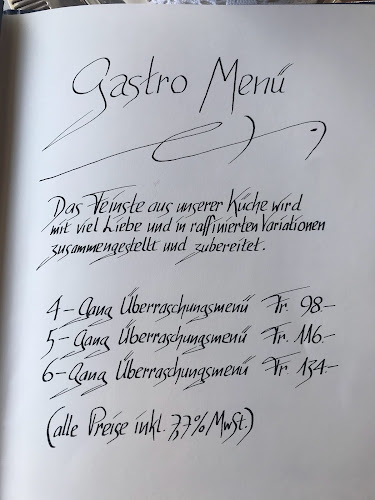 Gastro Menü
Das Feinste aus unserer Küche wird
mit viel Liebe und in raffinierten Variationen
zusammengestellt und zubereitet.
4-Gang Überraschungsmenü Fr. 98.-
5-Gang Überraschungsmenü Fr. 116.-
6-Gang Überraschungsmenü Fr. 134.-
(alle Preise inkl. 7,7% MwSt.)